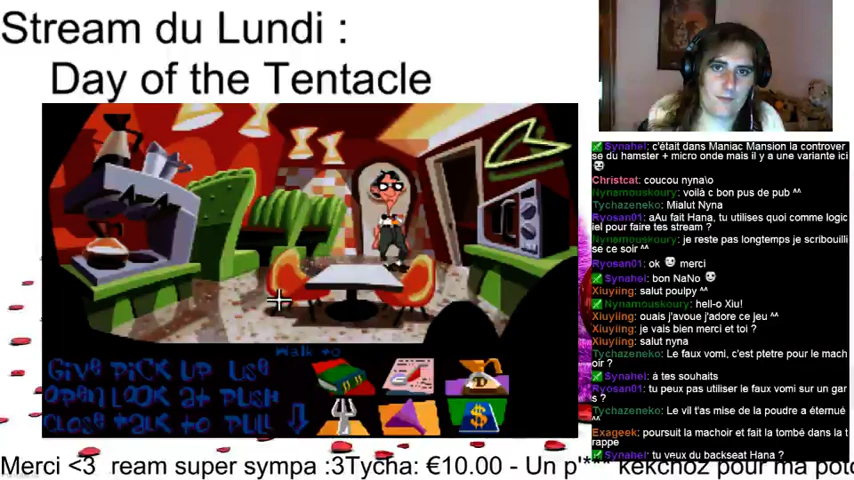 Stream du Lundi :
Day of the Tentacle
Walk to
Give Pick up Use
Open Look at Push
Close Talk to Pull
Synahel: c'était dans Maniac Mansion la controver
se du hamster + micro onde mais il y a une variante ici
Christcat: coucou nyna\o
Nynamouskoury: voilà c bon pus de pub ^^
Tychazeneko: Mialut Nyna
Ryosan01: aAu fait Hana, tu utilises quoi comme logic
iel pour faire tes stream ?
Nynamouskoury: je reste pas longtemps je scribouilli
se ce soir ^^
Ryosan01: ok merci
Synahel: bon NaNo
Xiuyiing: salut poulpy ^^
Nynamouskoury: hell-o Xiu!
Xiuyiing: ouais j'avoue j'adore ce jeu ^^
Xiuyiing: je vais bien merci et toi ?
Xiuyiing: salut nyna
Tychazeneko: Le faux vomi, c'est ptetre pour le mach
oir ?
Synahel: à tes souhaits
Ryosan01: tu peux pas utiliser le faux vomi sur un gar
s ?
Tychazeneko: Le vil t'as mise de la poudre a éternué
^^
Exageek: poursuit la machoir et fait la tombé dans la t
rappe
Synahel: tu veux du backseat Hana ?
Merci <3 ream super sympa :3Tycha: €10.00 - Un p'*** kekchoz pour ma poto